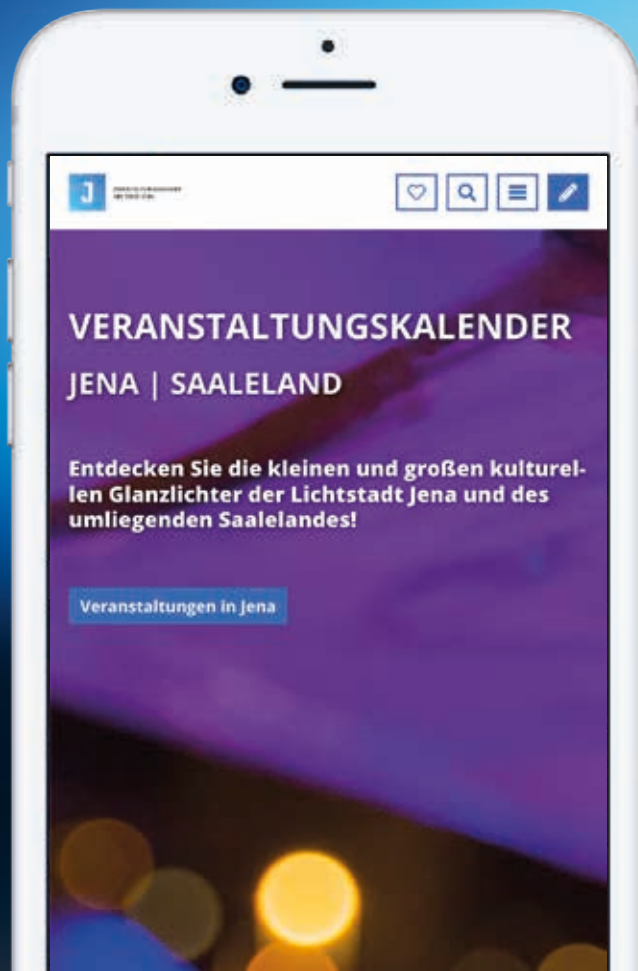 J
VERANSTALTUNGSKALENDER
JENA | SAALELAND
Entdecken Sie die kleinen und großen kulturel-
len Glanzlichter der Lichtstadt Jena und des
umliegenden Saalelandes!
Veranstaltungen in Jena